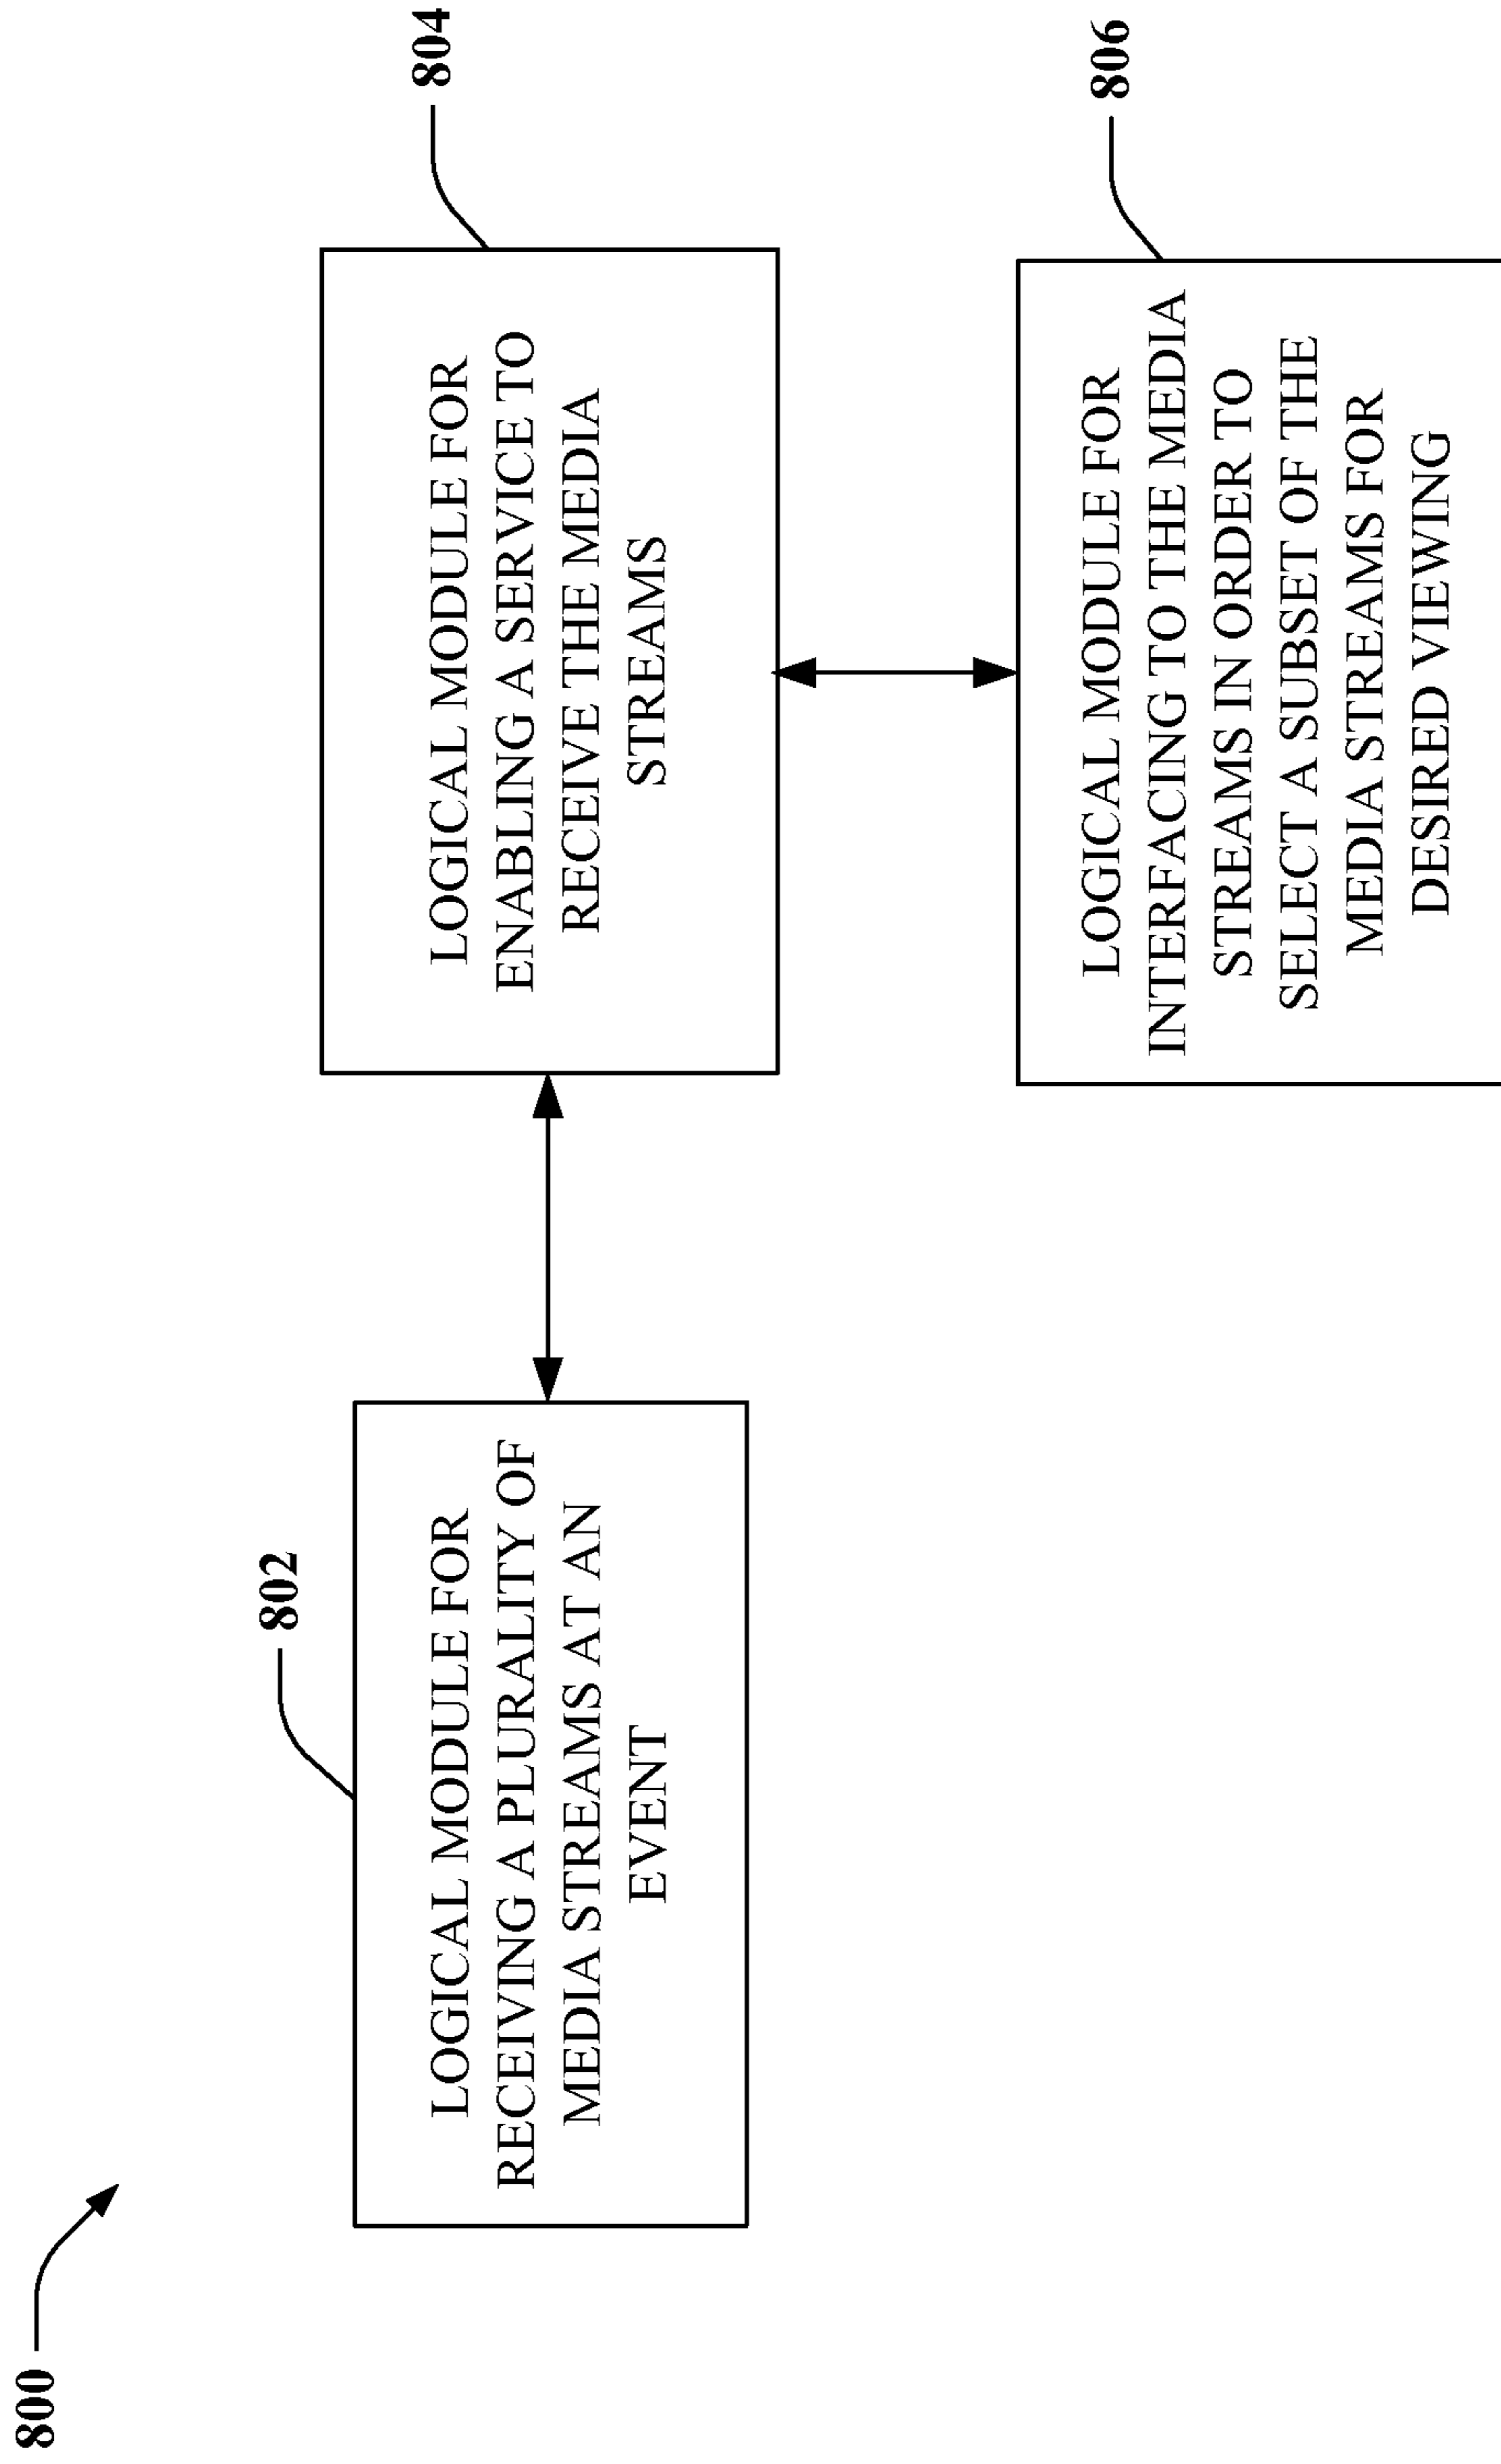 800
802
LOGICAL MODULE FOR
RECEIVING A PLURALITY OF
MEDIA STREAMS AT AN
EVENT
804
LOGICAL MODULE FOR
ENABLING A SERVICE TO
RECEIVE THE MEDIA
STREAMS
806
LOGICAL MODULE FOR
INTERFACING TO THE MEDIA
STREAMS IN ORDER TO
SELECT A SUBSET OF THE
MEDIA STREAMS FOR
DESIRED VIEWING